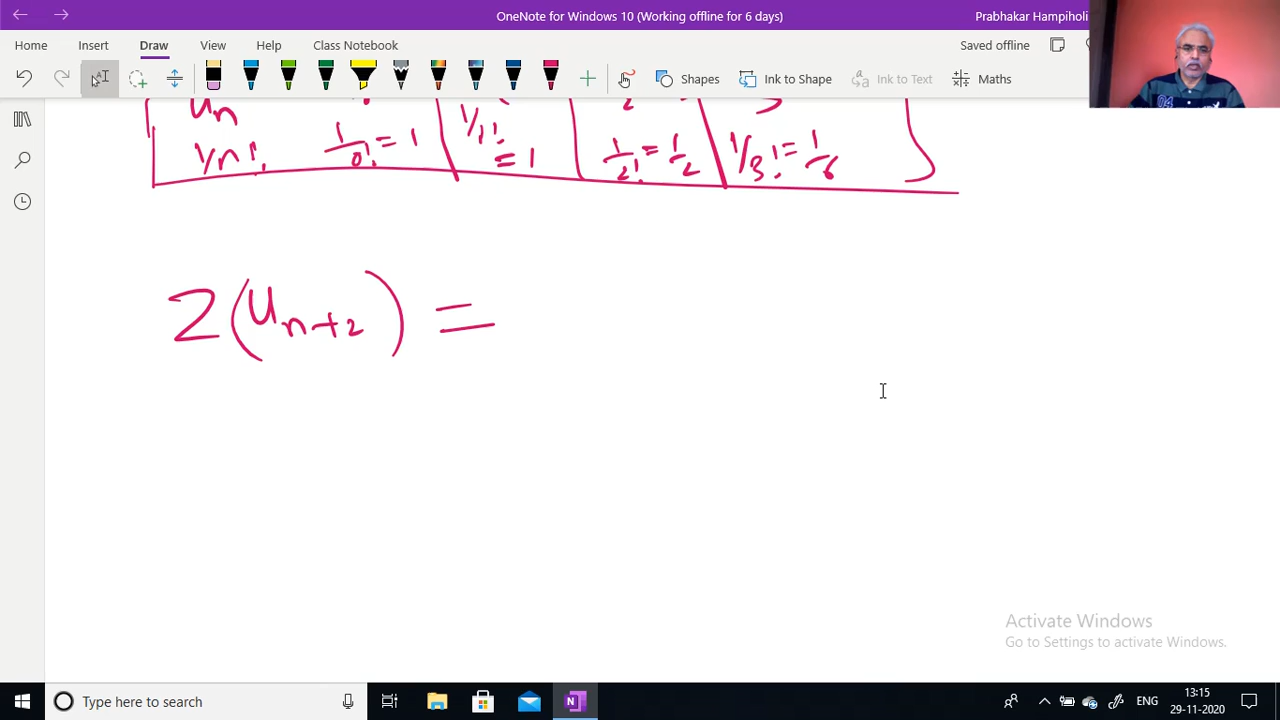 OneNote for Windows 10 (Working offline for 6 days) Prabhakar Hampiholi
Home Insert Draw View Help Class Notebook Saved offline
Shapes Ink to Shape Ink to Text Maths
un 2 3
1/n! 1/0! = 1 1/1! = 1 1/2! = 1/2 1/3! = 1/6
Z(un+2) =
Activate Windows
Go to Settings to activate Windows.
Type here to search ENG 13:15
29-11-2020